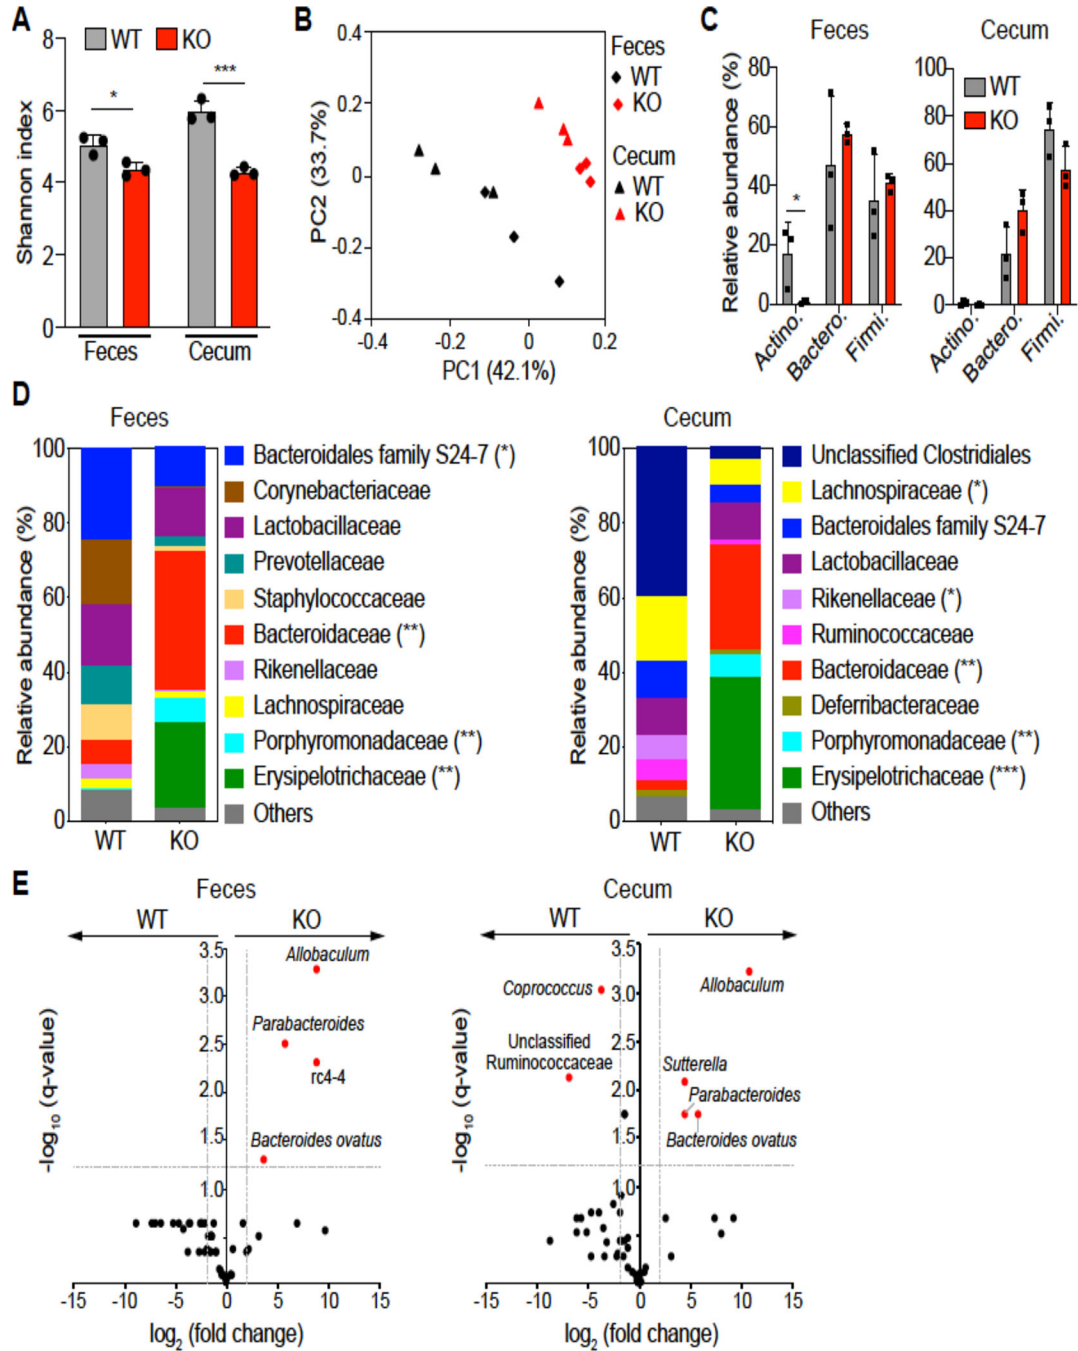 A
WT KO
Shannon index
8
6
4
2
0
*
***
Feces
Cecum
B
PC2 (33.7%)
0.4
0.2
0
-0.2
-0.4
-0.4
-0.2
0
0.2
PC1 (42.1%)
Feces
WT
KO
Cecum
WT
KO
C
Feces
Relative abundance (%)
80
60
40
20
0
*
Actino.
Bactero.
Firmi.
Cecum
100
80
60
40
20
0
WT
KO
Actino.
Bactero.
Firmi.
D
Feces
Relative abundance (%)
100
80
60
40
20
0
WT
KO
Bacteroidales family S24-7 (*)
Corynebacteriaceae
Lactobacillaceae
Prevotellaceae
Staphylococcaceae
Bacteroidaceae (**)
Rikenellaceae
Lachnospiraceae
Porphyromonadaceae (**)
Erysipelotrichaceae (**)
Others
Cecum
Relative abundance (%)
100
80
60
40
20
0
WT
KO
Unclassified Clostridiales
Lachnospiraceae (*)
Bacteroidales family S24-7
Lactobacillaceae
Rikenellaceae (*)
Ruminococcaceae
Bacteroidaceae (**)
Deferribacteraceae
Porphyromonadaceae (**)
Erysipelotrichaceae (***)
Others
E
Feces
WT
KO
-log10 (q-value)
3.5
3.0
2.5
2.0
1.5
1.0
Allobaculum
Parabacteroides
rc4-4
Bacteroides ovatus
-15
-10
-5
0
5
10
15
log2 (fold change)
Cecum
WT
KO
-log10 (q-value)
3.5
3.0
2.5
2.0
1.5
1.0
Coprococcus
Allobaculum
Unclassified
Ruminococcaceae
Sutterella
Parabacteroides
Bacteroides ovatus
-15
-10
-5
0
5
10
15
log2 (fold change)